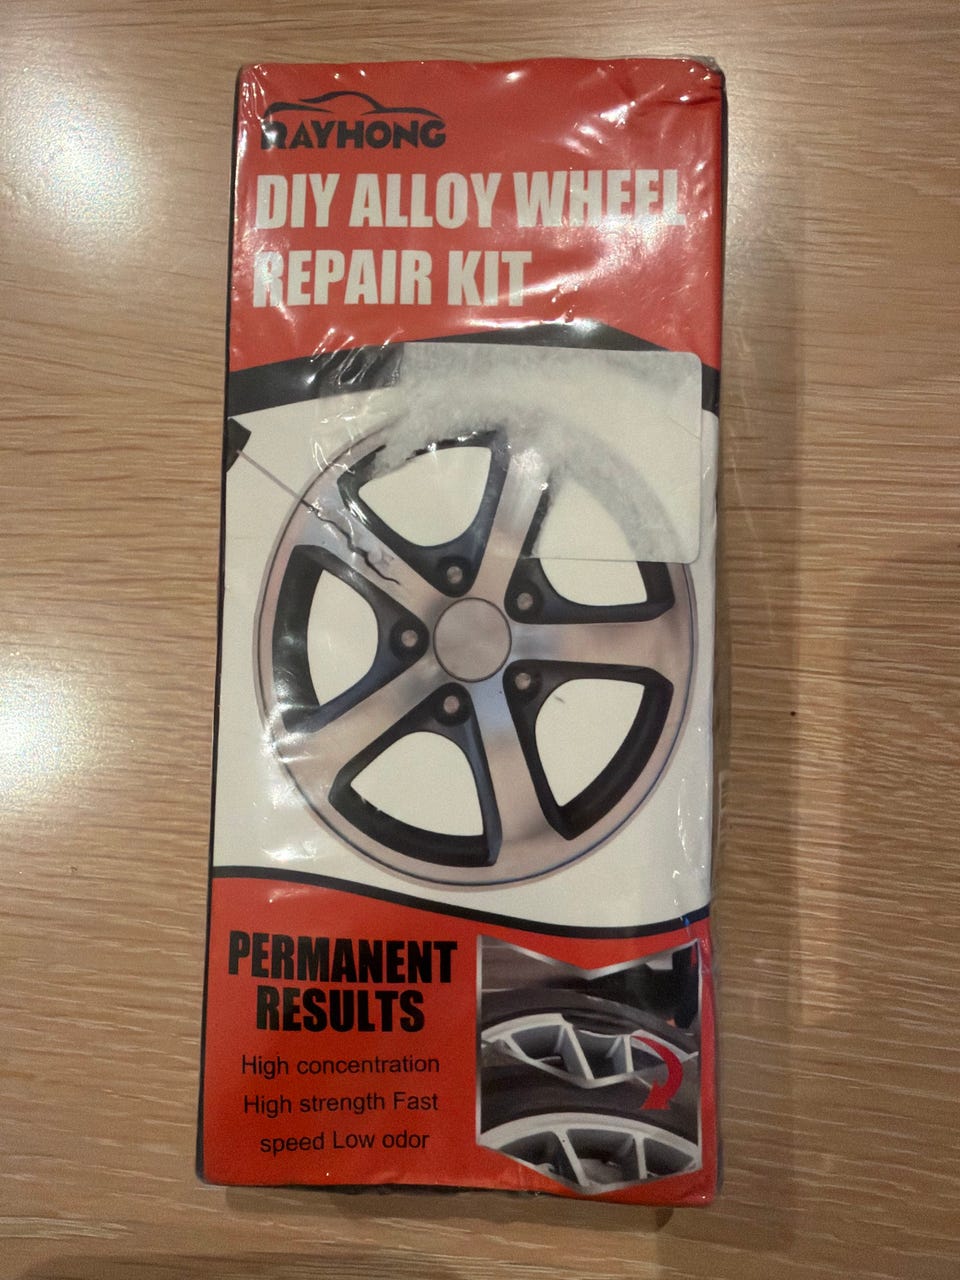 RAYHONG
DIY ALLOY WHEEL
REPAIR KIT
PERMANENT
RESULTS
High concentration
High strength Fast
speed Low odor